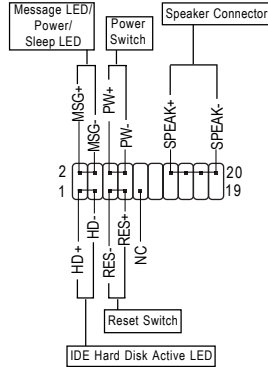 Message LED/
Power/
Sleep LED
Power
Switch
Speaker Connector
MSG+
MSG-
PW+
PW-
SPEAK+
SPEAK-
2
20
1
19
HD+
HD-
RES-
RES+
NC
Reset Switch
IDE Hard Disk Active LED